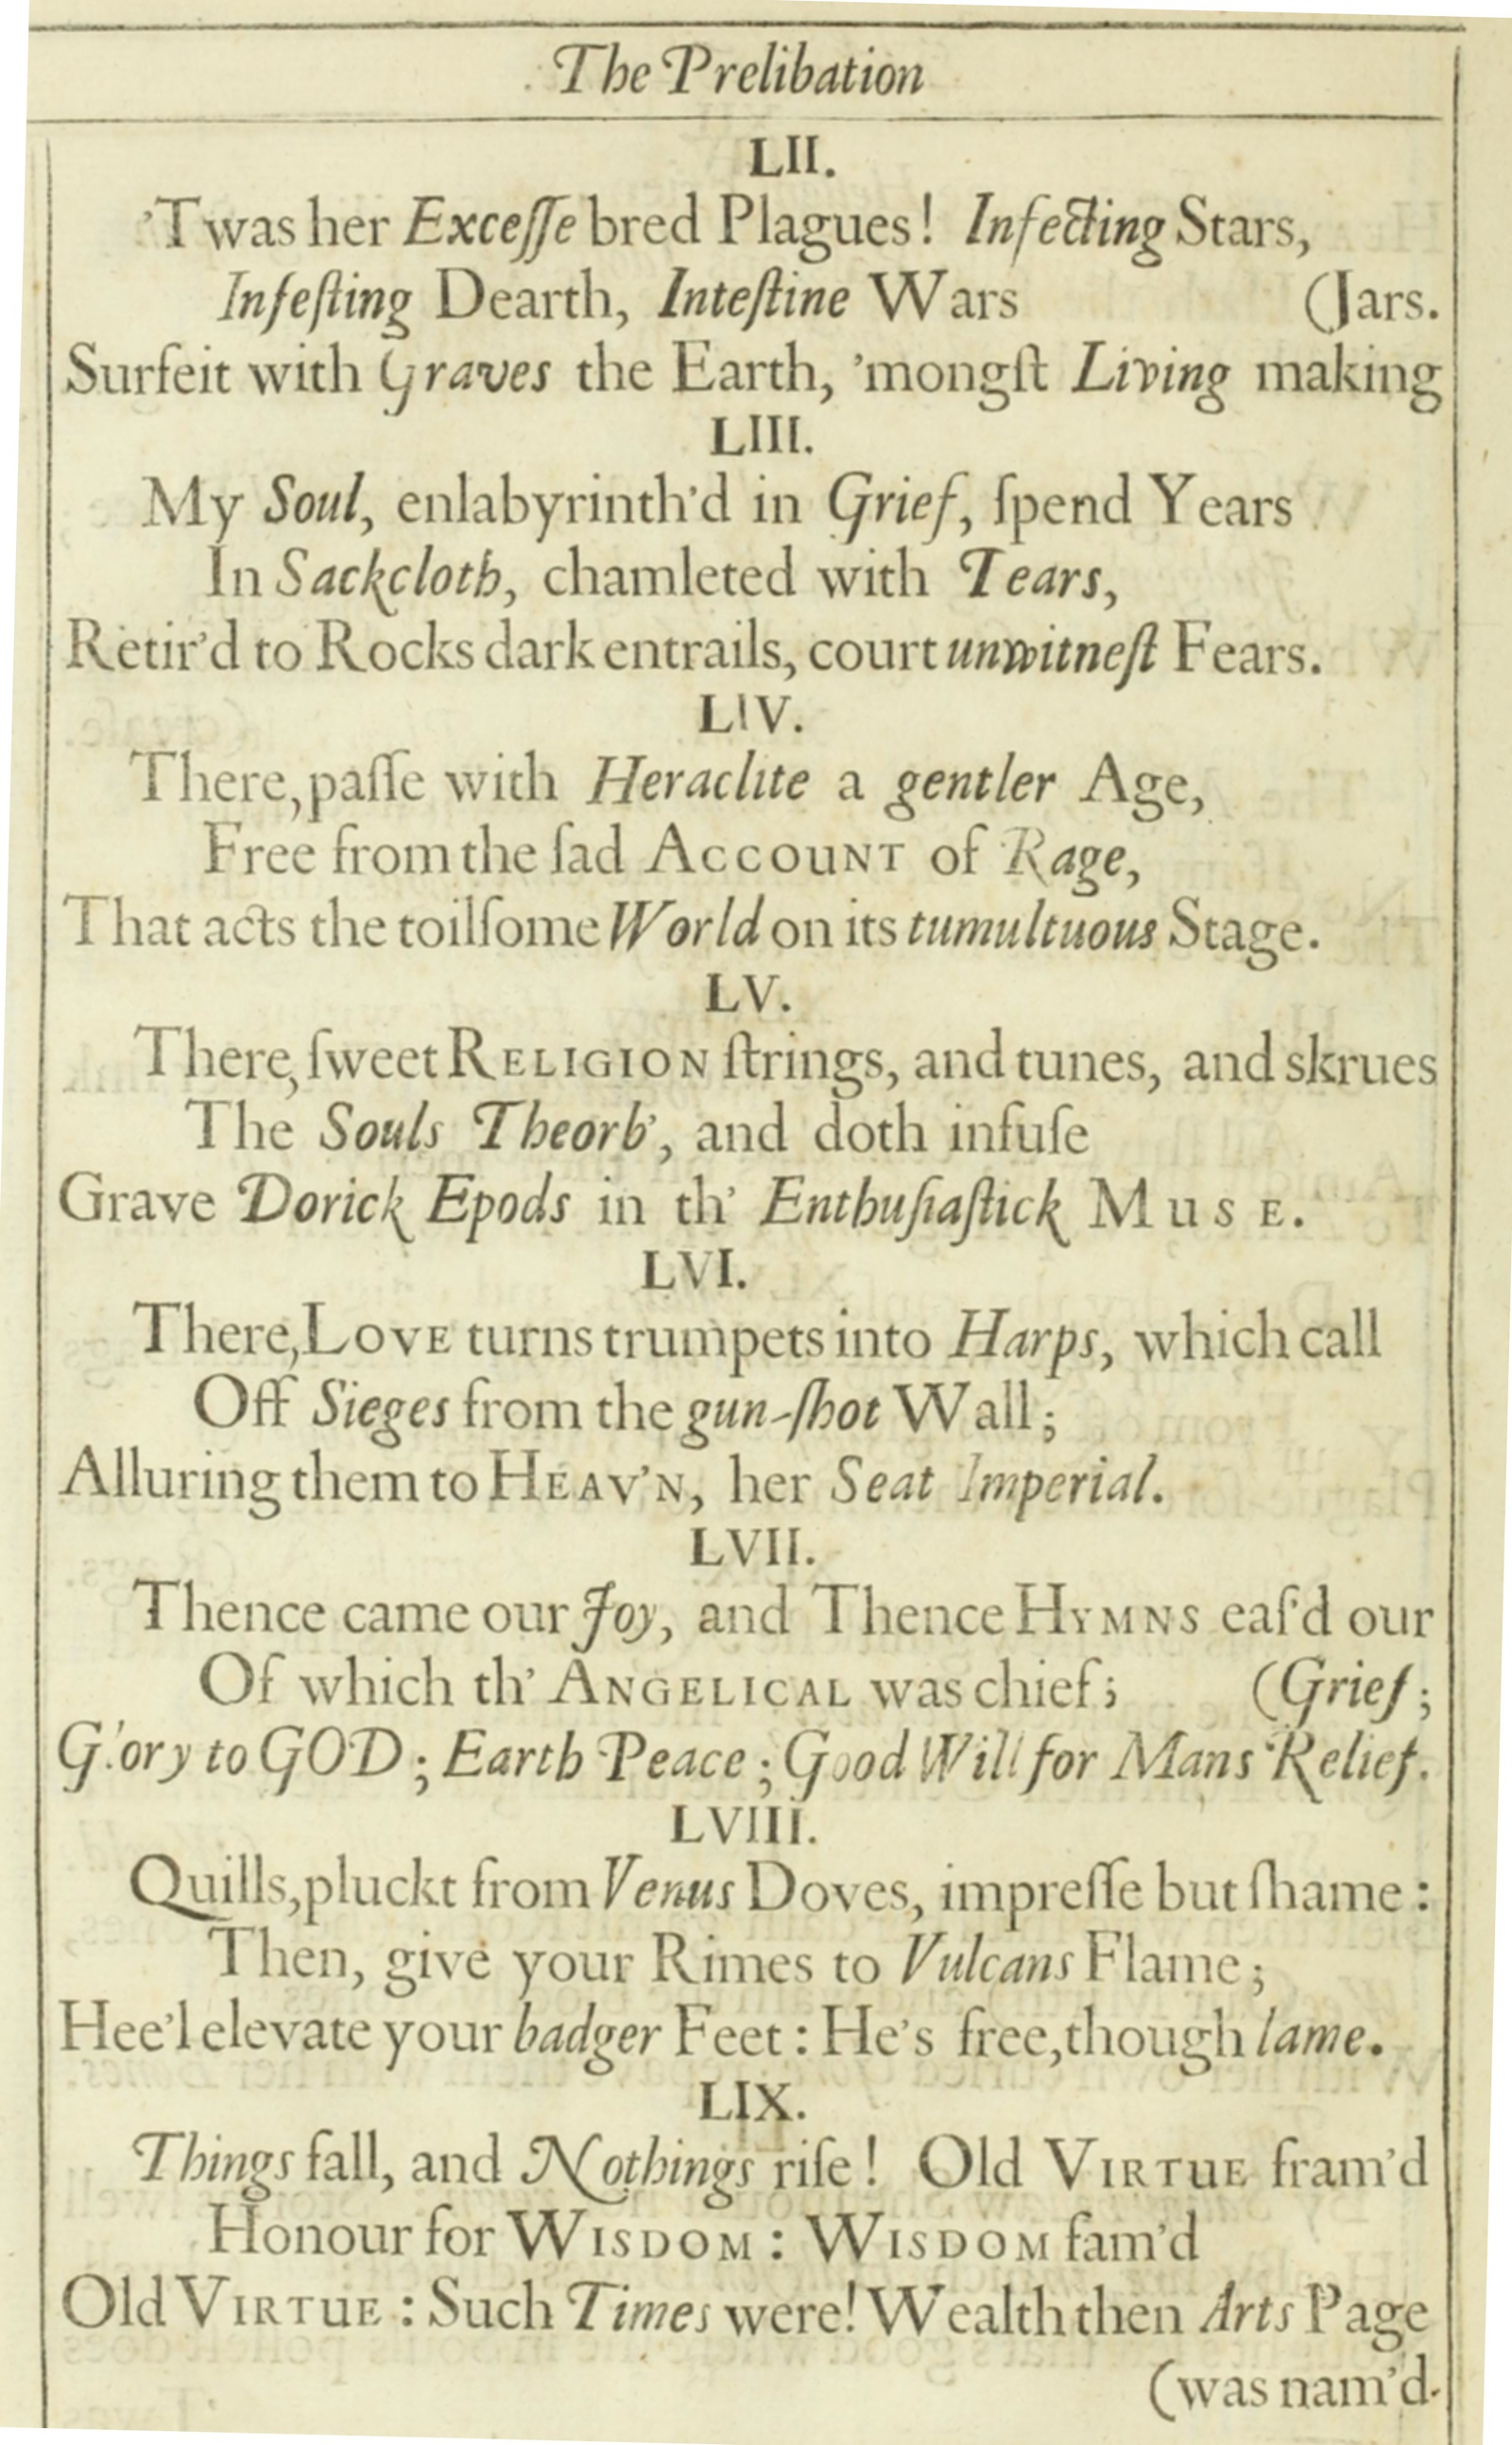 The Prelibation
LII.
'Twas her Exceſſe bred Plagues! Infecting Stars,
Infeſting Dearth, Inteſtine Wars (Jars.
Surfeit with Graves the Earth, 'mongſt Living making
LIII.
My Soul, enlabyrinth'd in Grief, ſpend Years
In Sackcloth, chamleted with Tears,
Retir'd to Rocks dark entrails, court unwitneſt Fears.
LIV.
There, paſſe with Heraclite a gentler Age,
Free from the ſad ACCOUNT of Rage,
That acts the toilſome World on its tumultuous Stage.
LV.
There, ſweet RELIGION ſtrings, and tunes, and skrues
The Souls Theorb', and doth infuſe
Grave Dorick Epods in th' Enthuſiaſtick MUSE.
LVI.
There, LOVE turns trumpets into Harps, which call
Off Sieges from the gun-ſhot Wall;
Alluring them to HEAV'N, her Seat Imperial.
LVII.
Thence came our Joy, and Thence HYMNS eaſ'd our
Of which th' ANGELICAL was chief; (Grief;
Glory to GOD; Earth Peace; Good Will for Mans Relief.
LVIII.
Quills, pluckt from Venus Doves, impreſſe but ſhame:
Then, give your Rimes to Vulcans Flame;
Hee'l elevate your badger Feet: He's free, though lame.
LIX.
Things fall, and Nothings riſe! Old VIRTUE fram'd
Honour for WISDOM: WISDOM fam'd
Old VIRTUE: Such Times were! Wealth then Arts Page
(was nam'd.